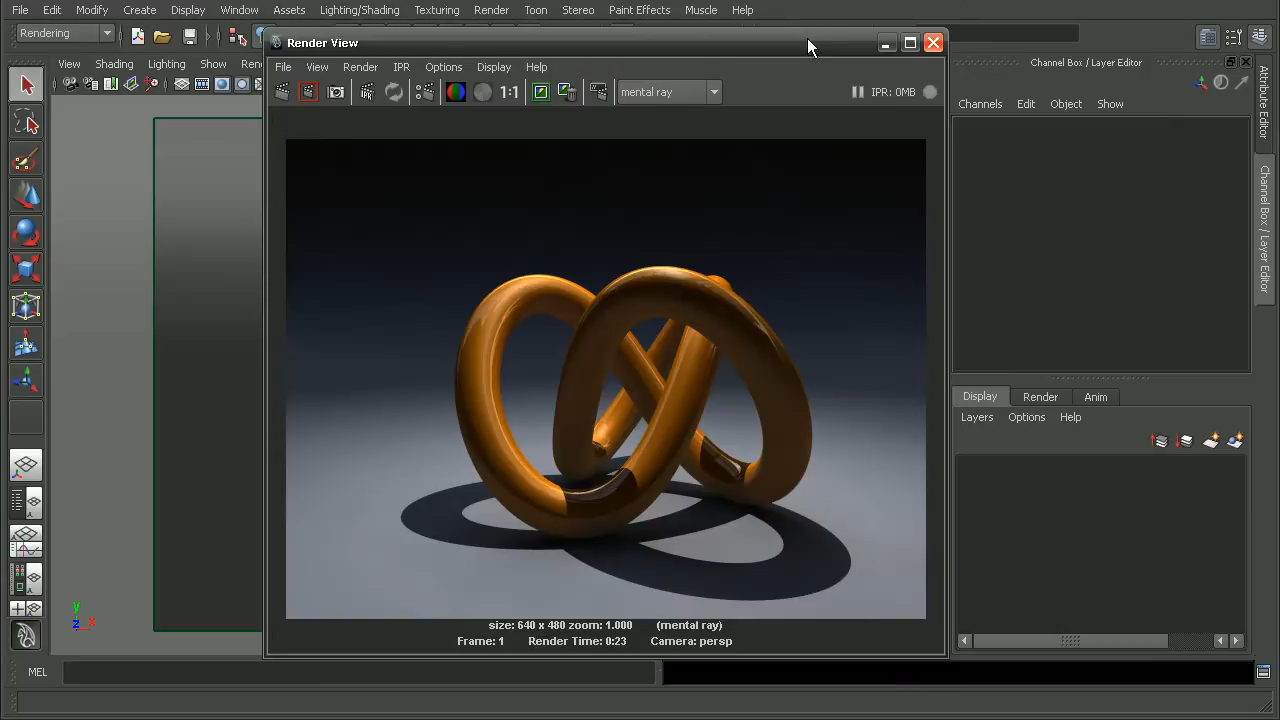 File Edit Modify Create Display Window Assets Lighting/Shading Texturing Render Toon Stereo Paint Effects Muscle Help
Rendering
Render View
View Shading Lighting Show Ren
File View Render IPR Options Display Help
1:1 mental ray IPR: 0MB
Channel Box / Layer Editor
Channels Edit Object Show
Attribute Editor
Channel Box / Layer Editor
Display Render Anim
Layers Options Help
y
z x
size: 640 x 480 zoom: 1.000 (mental ray)
Frame: 1 Render Time: 0:23 Camera: persp
MEL